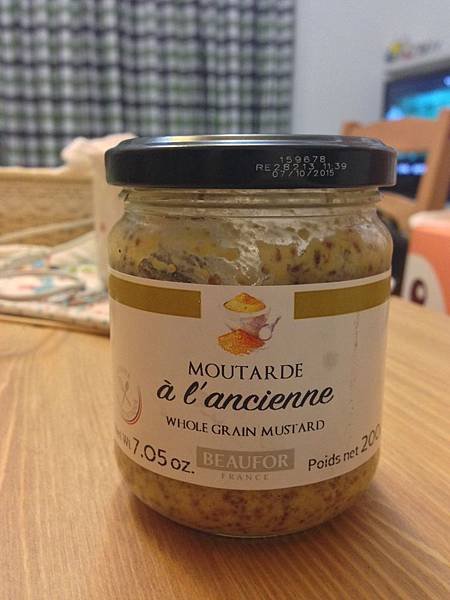 159678
RE28213 11:39
07/10/2015
MOUTARDE
à l'ancienne
WHOLE GRAIN MUSTARD
7.05 oz.
BEAUFOR
FRANCE
Poids net 200